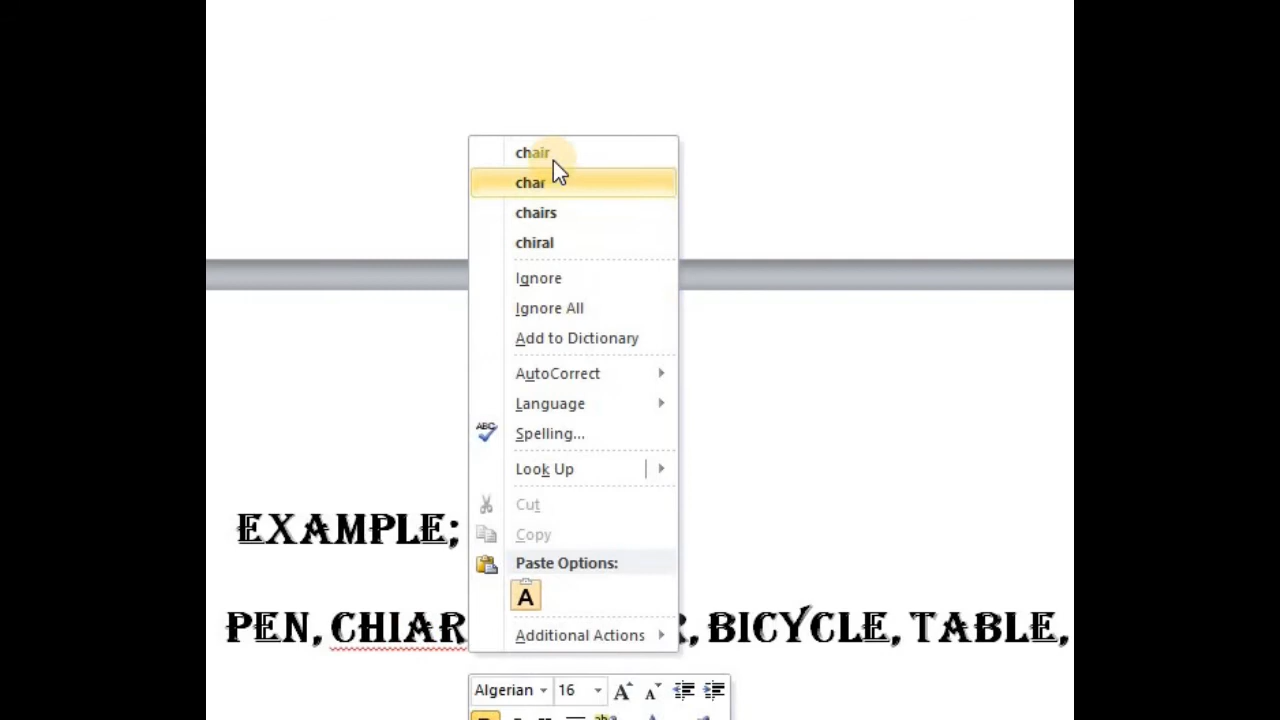 chair
char
chairs
chiral
Ignore
Ignore All
Add to Dictionary
AutoCorrect
Language
ABC
Spelling...
Look Up
Cut
EXAMPLE;
Copy
Paste Options:
A
PEN, CHIAR , BICYCLE, TABLE,
Additional Actions
Algerian 16 A A